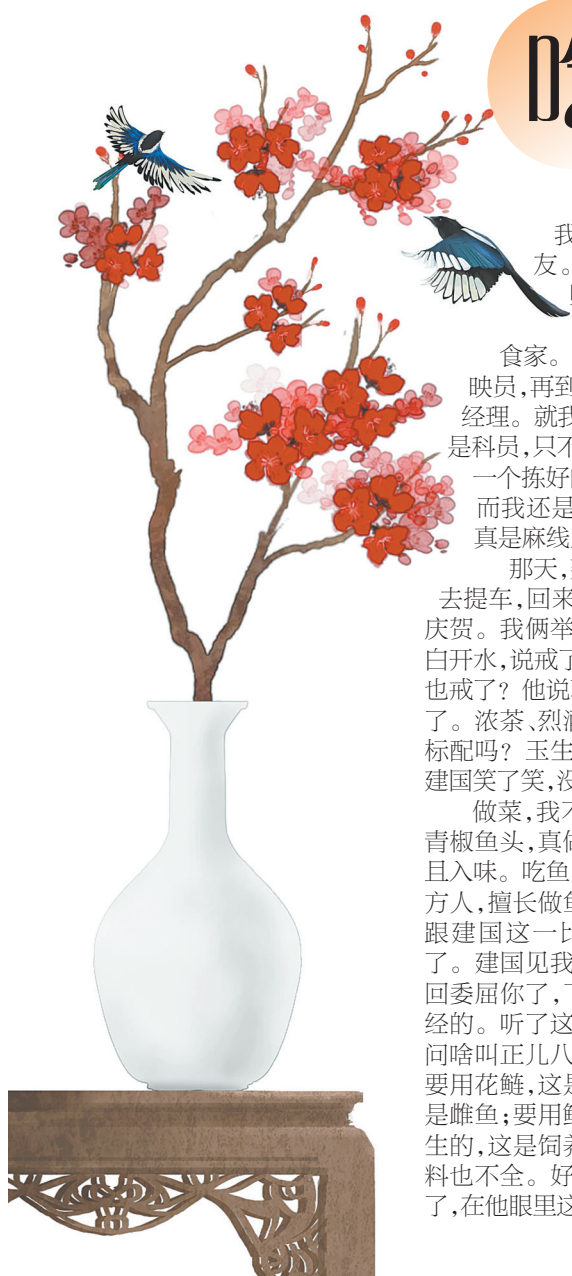 我
友。
食家。
映员,再到
经理。就我
是科员,只不
一个拣好
而我还是
真是麻线
那天,
去提车,回来
庆贺。我俩举
白开水,说戒了
也戒了?他说
了。浓茶、烈酒
标配吗?玉生
建国笑了笑,没
做菜,我不
青椒鱼头,真做
且入味。吃鱼
方人,擅长做鱼
跟建国这一比
了。建国见我
回委屈你了,下
经的。听了这
问啥叫正儿八
要用花鲢,这是
是雌鱼;要用鲜
生的,这是饲养
料也不全。好
了,在他眼里这